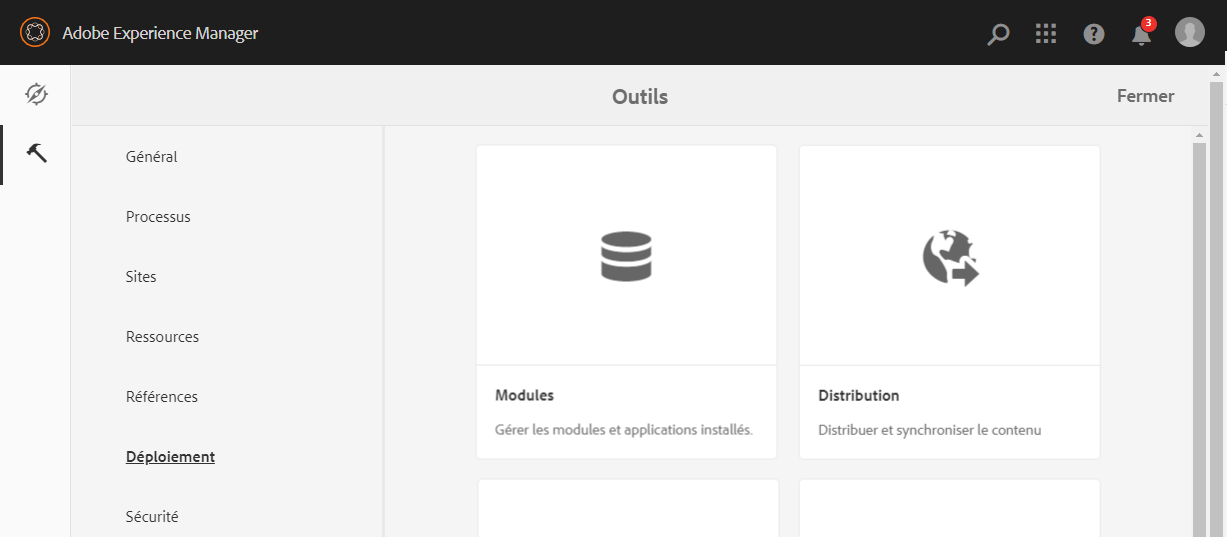 Adobe Experience Manager
3
Outils
Fermer
Général
Processus
Sites
Ressources
Références
Déploiement
Sécurité
Modules
Gérer les modules et applications installés.
Distribution
Distribuer et synchroniser le contenu